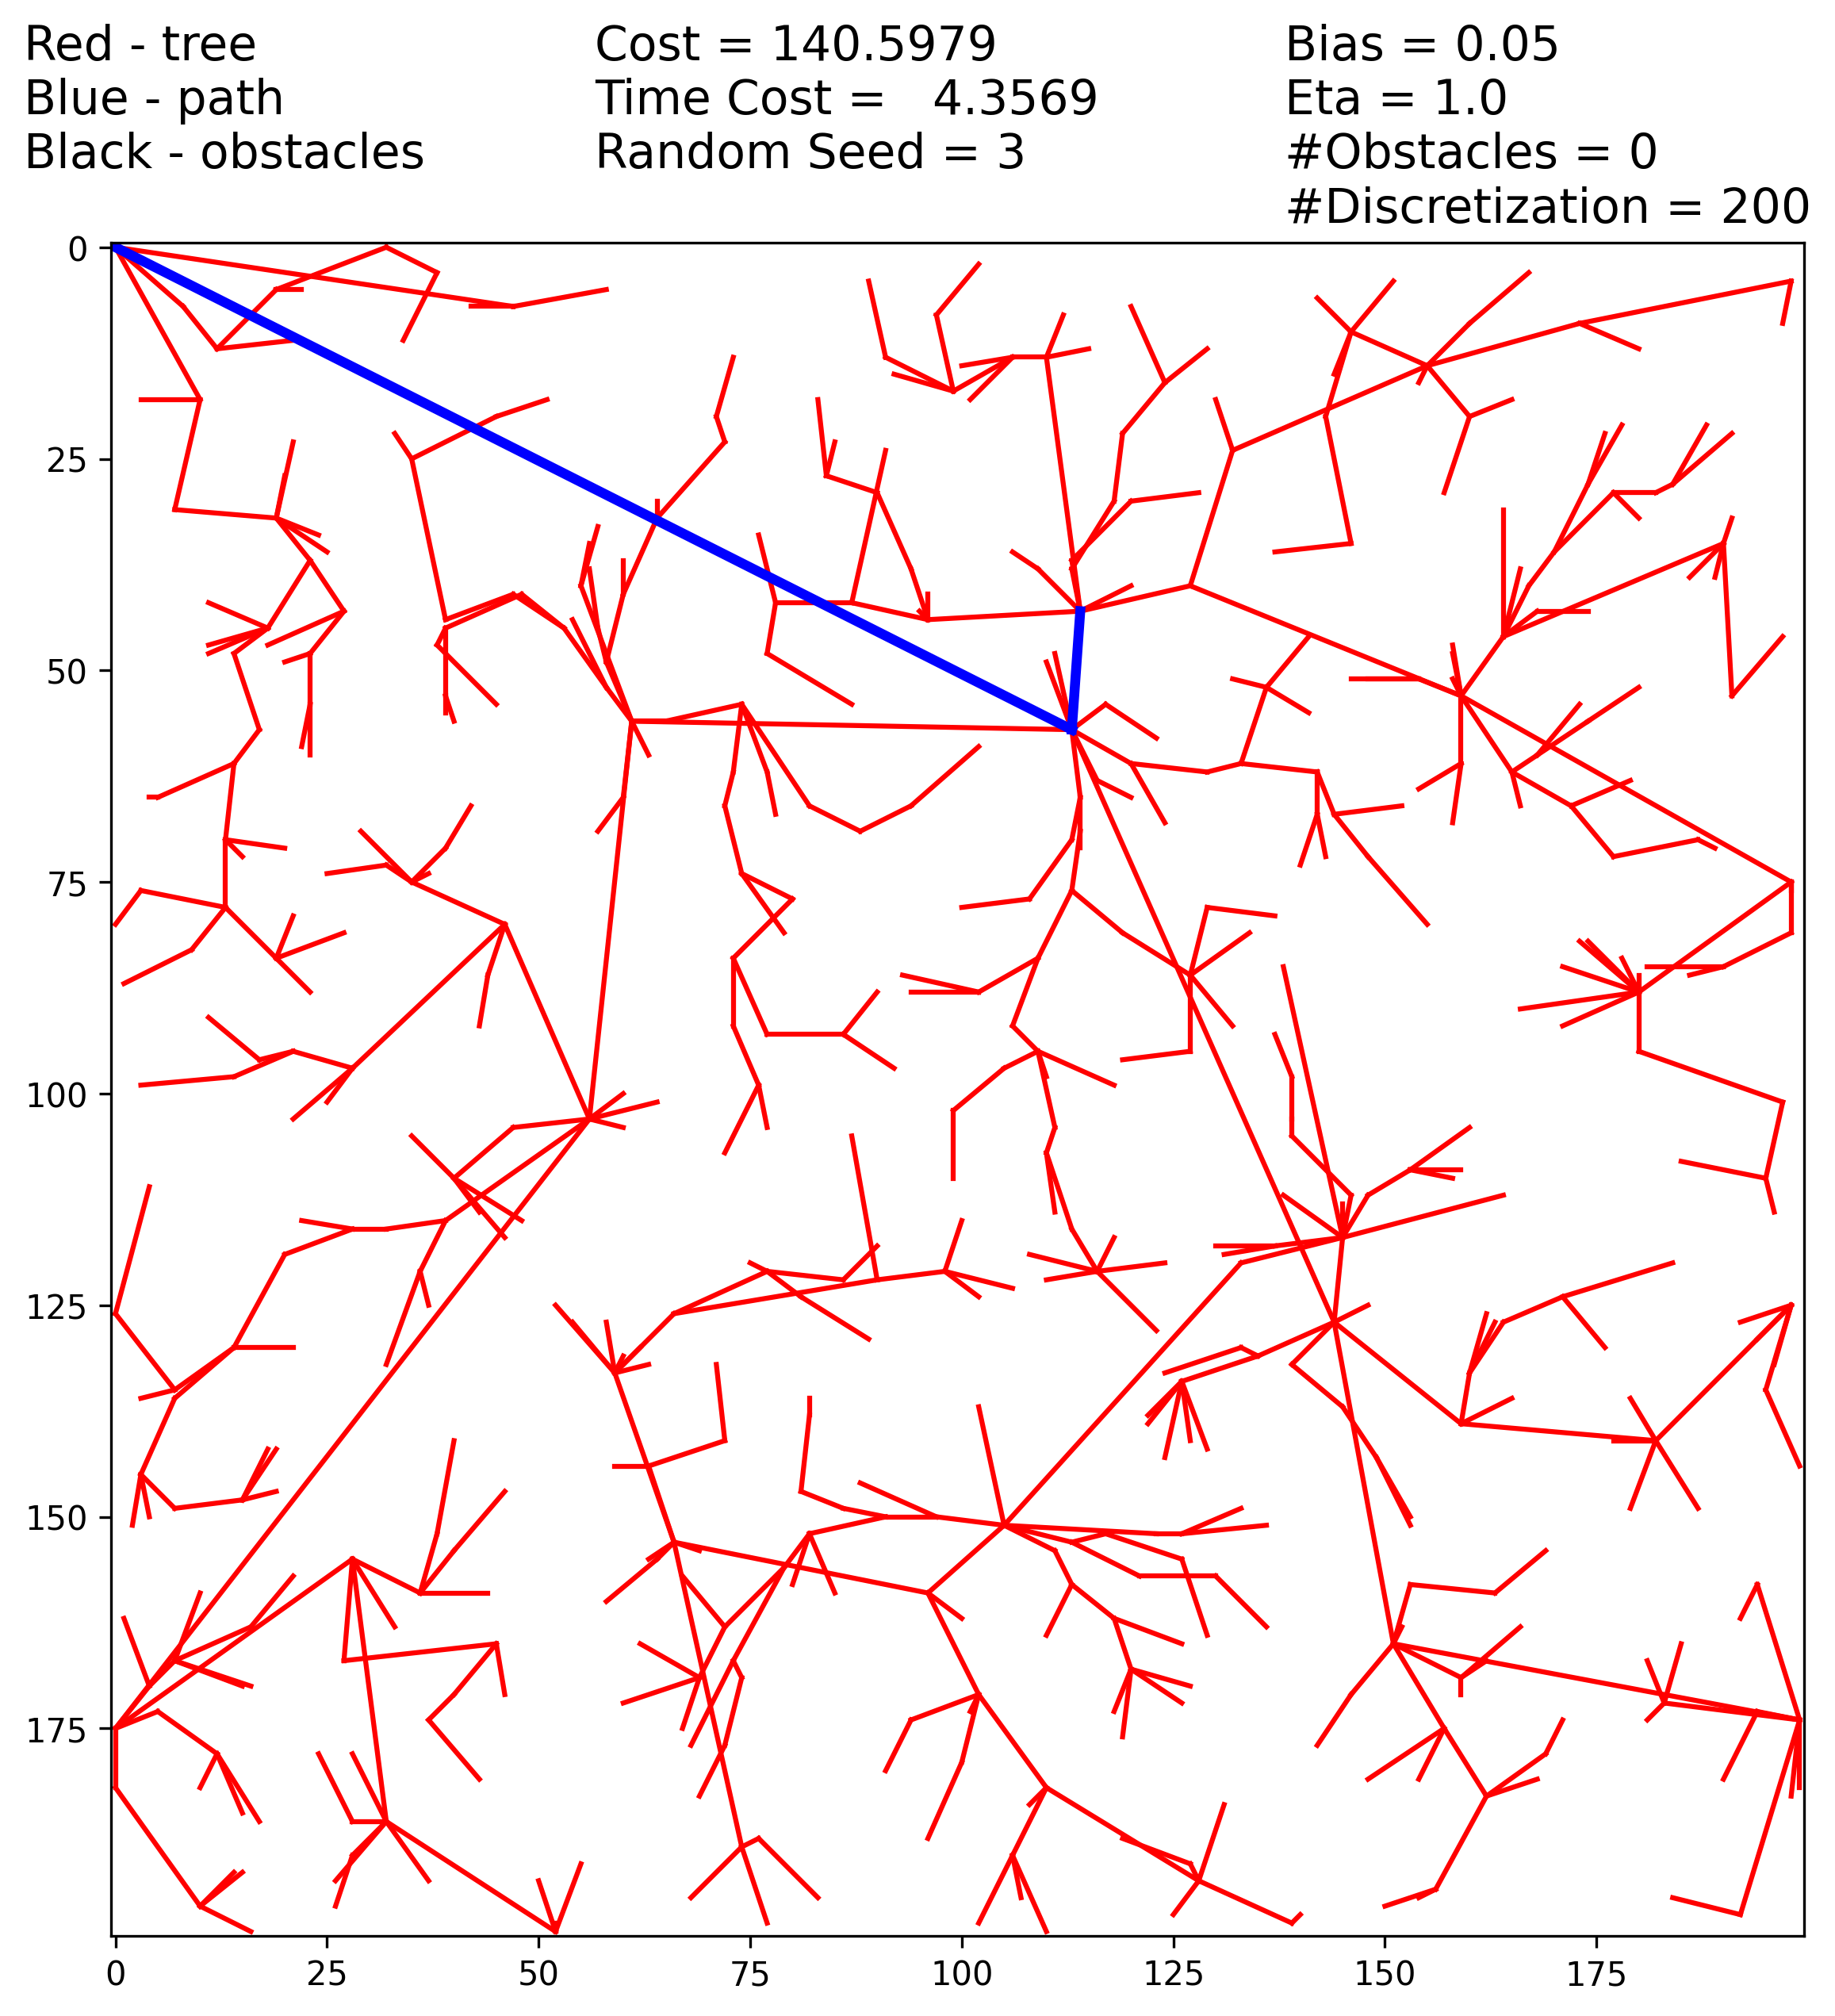 Red - tree
Blue - path
Black - obstacles
Cost = 140.5979
Time Cost =   4.3569
Random Seed = 3
Bias = 0.05
Eta = 1.0
#Obstacles = 0
#Discretization = 200
0
25
50
75
100
125
150
175
0 25 50 75 100 125 150 175